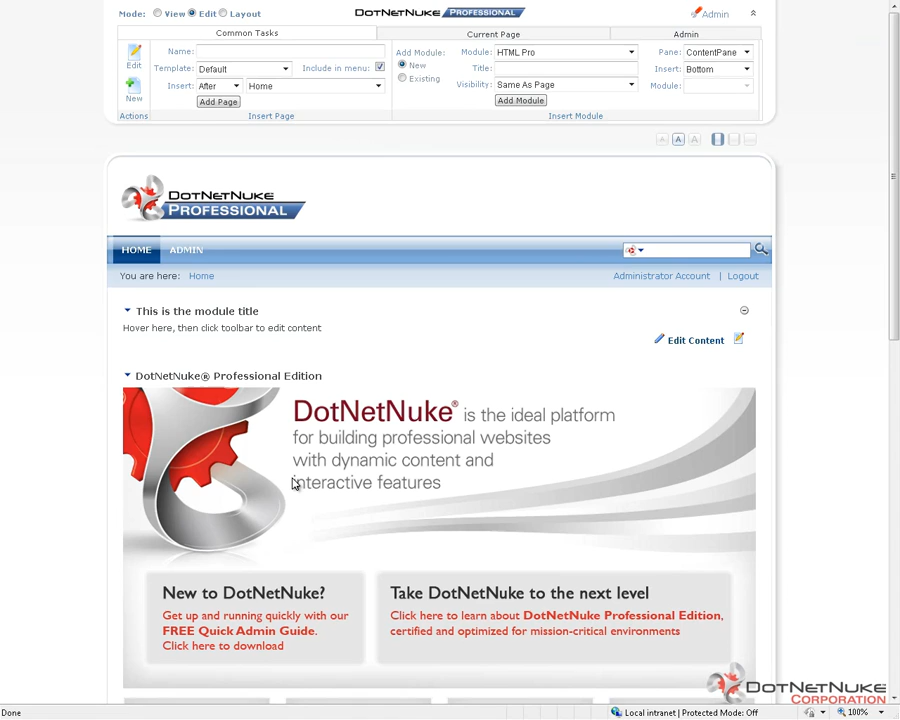 Mode: View Edit Layout DOTNETNUKE PROFESSIONAL Admin
Common Tasks Current Page Admin
Edit Name: Add Module: Module: HTML Pro Pane: ContentPane
Template: Default Include in menu: New Title: Insert: Bottom
New Insert: After Home Existing Visibility: Same As Page Module:
Add Page Add Module
Actions Insert Page Insert Module
A A A
DOTNETNUKE
PROFESSIONAL
HOME ADMIN
You are here: Home Administrator Account | Logout
This is the module title
Hover here, then click toolbar to edit content
Edit Content
DotNetNuke® Professional Edition
DotNetNuke® is the ideal platform
for building professional websites
with dynamic content and
interactive features
New to DotNetNuke? Take DotNetNuke to the next level
Get up and running quickly with our Click here to learn about DotNetNuke Professional Edition,
FREE Quick Admin Guide. certified and optimized for mission-critical environments
Click here to download
DOTNETNUKE
CORPORATION
Done Local intranet | Protected Mode: Off 100%